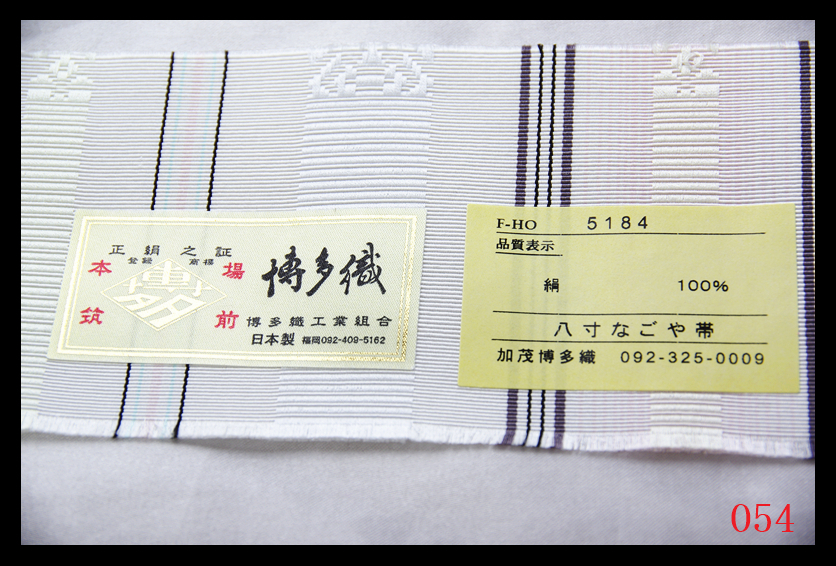 正絹之証
登録 商標
本 場
筑 前
博多
博多織
博多織工業組合
日本製 福岡092-409-5162
F-HO 5184
品質表示
絹 100%
八寸なごや帯
加茂博多織 092-325-0009
054